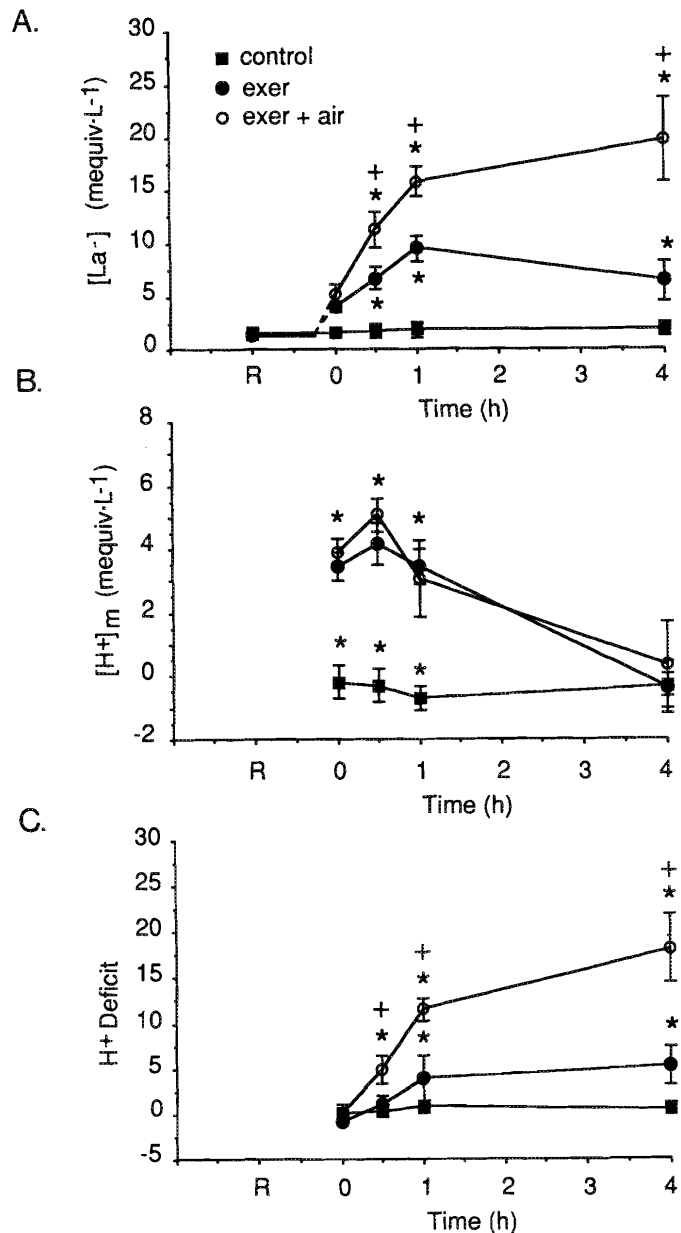 A.
30
25
20
15
10
5
0
[La-] (mequiv·L-1)
control
exer
exer + air
+
*
+
*
+
*
*
*
*
R 0 1 2 3 4
Time (h)
B.
8
6
4
2
0
-2
[H+]m (mequiv·L-1)
*
*
*
*
*
*
R 0 1 2 3 4
Time (h)
C.
30
25
20
15
10
5
0
-5
H+ Deficit
+
*
+
*
*
+
*
*
R 0 1 2 3 4
Time (h)